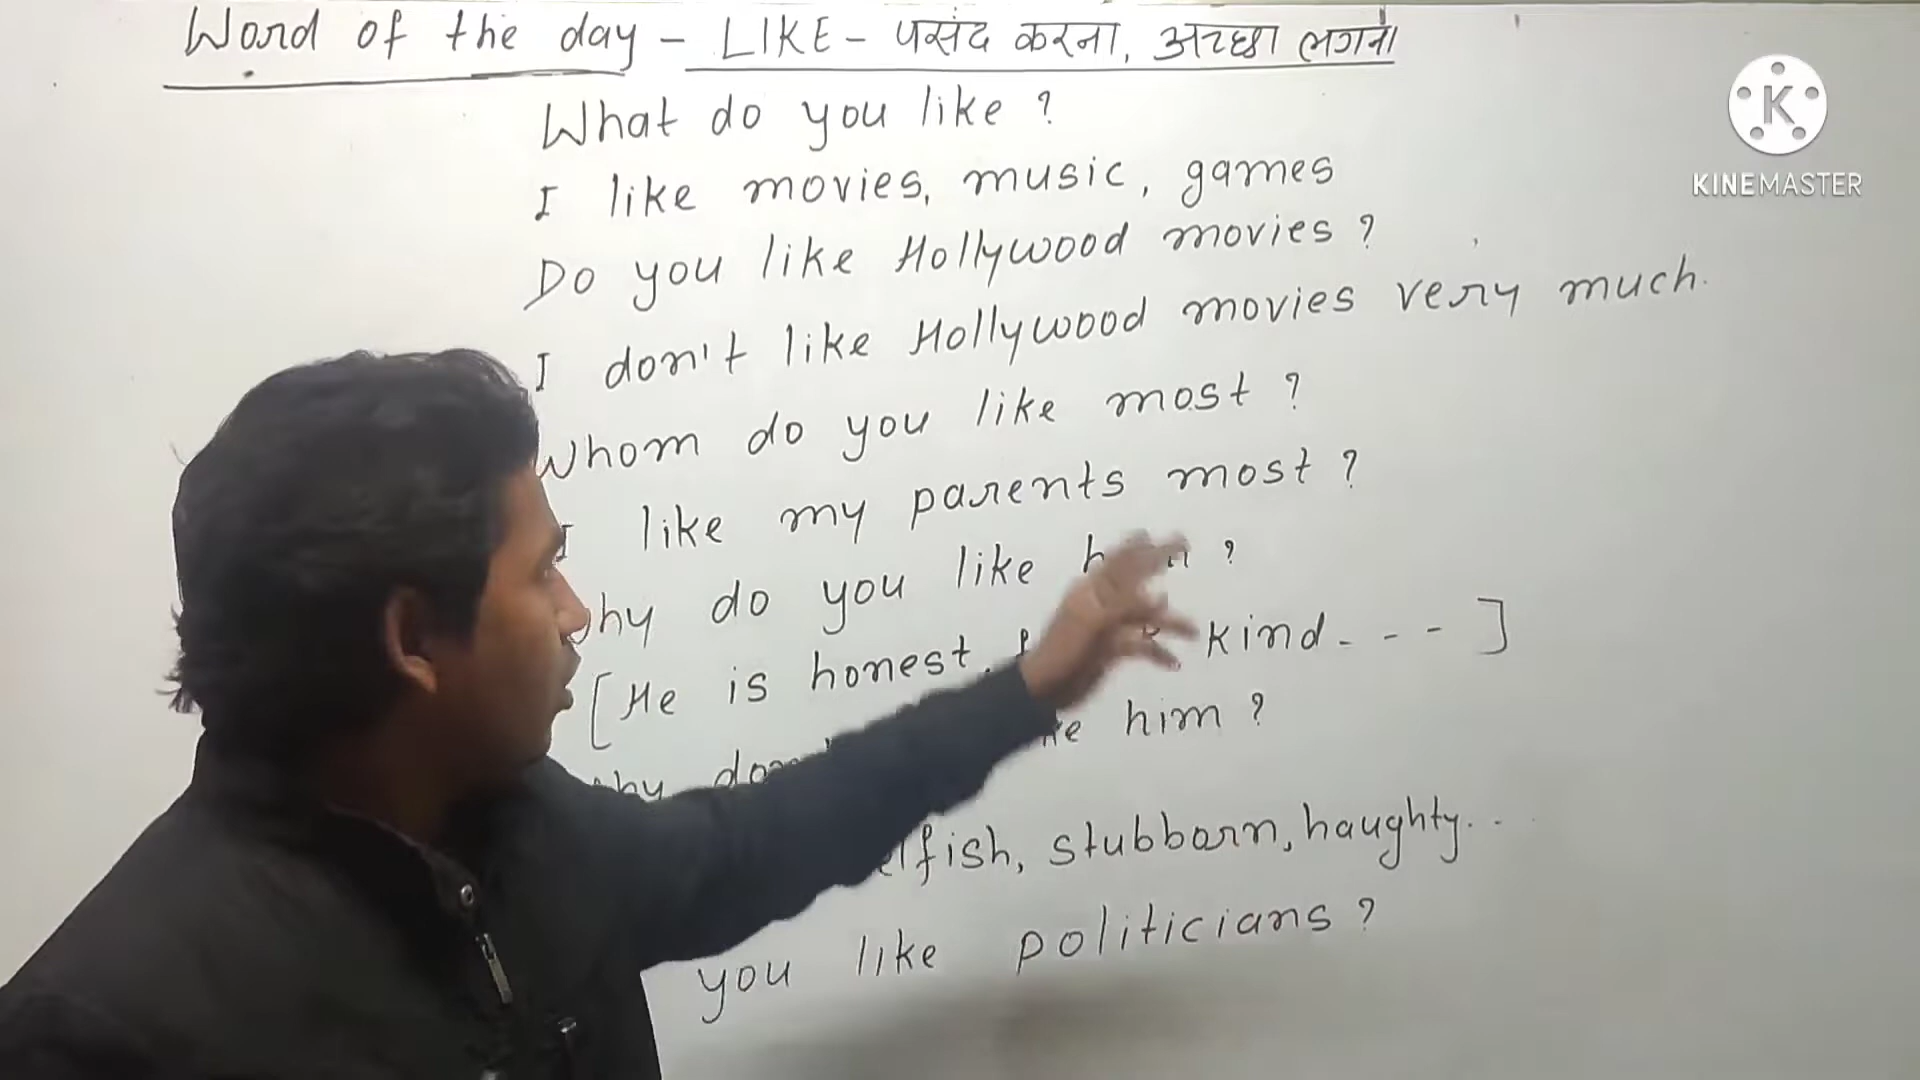 Word of the day - LIKE - पसंद करना, अच्छा लगना
What do you like ?
I like movies, music, games
Do you like Hollywood movies ?
I don't like Hollywood movies very much.
Whom do you like most ?
I like my parents most ?
do you like ?
[He is honest, kind - - - ]
him ?
stubborn, haughty...
you like politicians ?
K
KINEMASTER